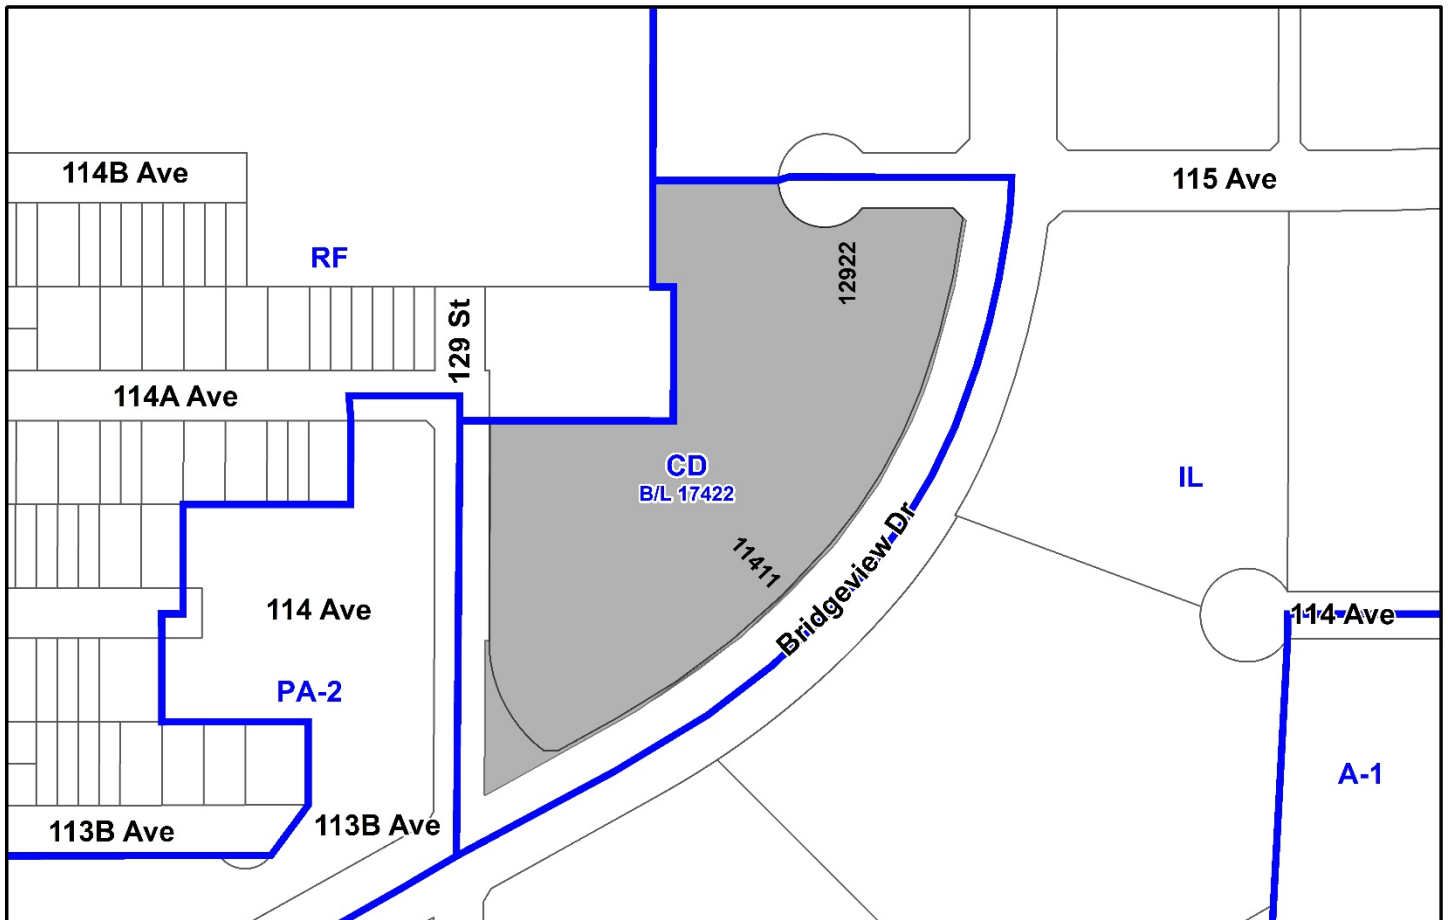 114B Ave
115 Ave
RF
12922
129 St
114A Ave
CD
B/L 17422
IL
11411
Bridgeview Dr
114 Ave
114 Ave
PA-2
A-1
113B Ave
113B Ave